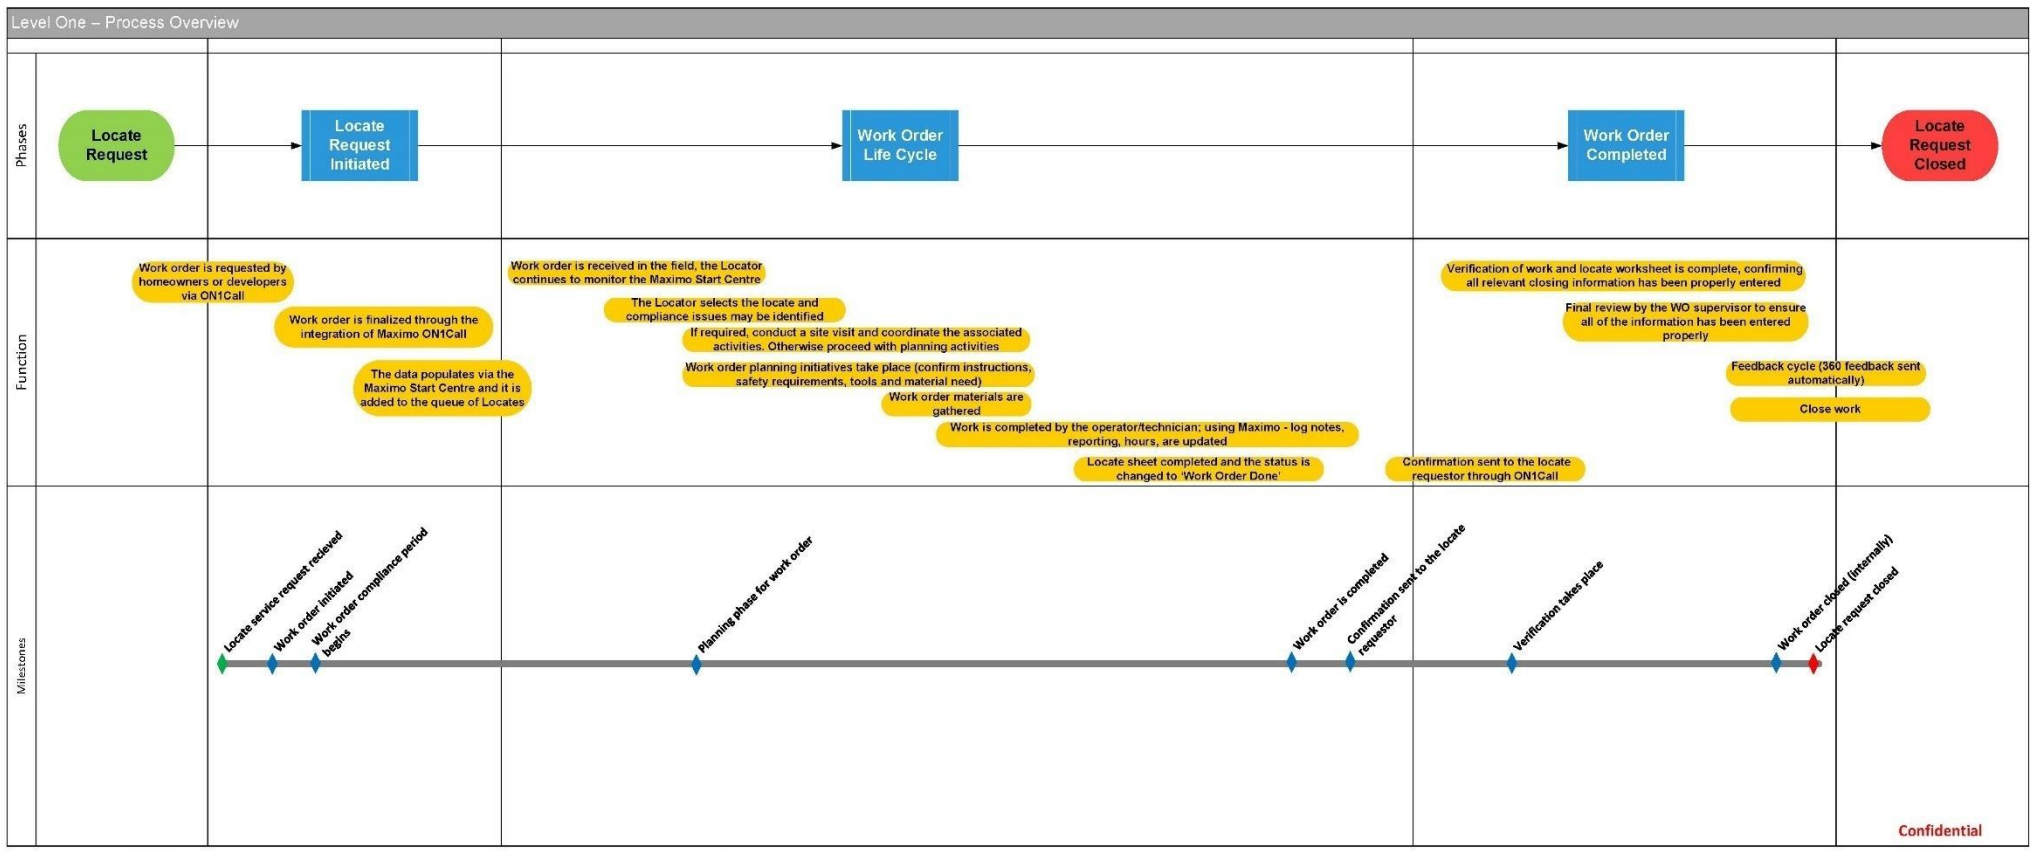 Level One – Process Overview
Phases
Locate
Request
Locate
Request
Initiated
Work Order
Life Cycle
Work Order
Completed
Locate
Request
Closed
Function
Work order is requested by
homeowners or developers
via ON1Call
Work order is finalized through the
integration of Maximo ON1Call
The data populates via the
Maximo Start Centre and it is
added to the queue of Locates
Work order is received in the field, the Locator
continues to monitor the Maximo Start Centre
The Locator selects the locate and
compliance issues may be identified
If required, conduct a site visit and coordinate the associated
activities. Otherwise proceed with planning activities
Work order planning initiatives take place (confirm instructions,
safety requirements, tools and material need)
Work order materials are
gathered
Work is completed by the operator/technician; using Maximo - log notes,
reporting, hours, are updated
Locate sheet completed and the status is
changed to ‘Work Order Done’
Confirmation sent to the locate
requestor through ON1Call
Verification of work and locate worksheet is complete, confirming
all relevant closing information has been properly entered
Final review by the WO supervisor to ensure
all of the information has been entered
properly
Feedback cycle (360 feedback sent
automatically)
Close work
Milestones
Locate service request recieved
Work order initiated
Work order compliance period
begins
Planning phase for work order
Work order is completed
Confirmation sent to the locate
requestor
Verification takes place
Work order closed (internally)
Locate request closed
Confidential